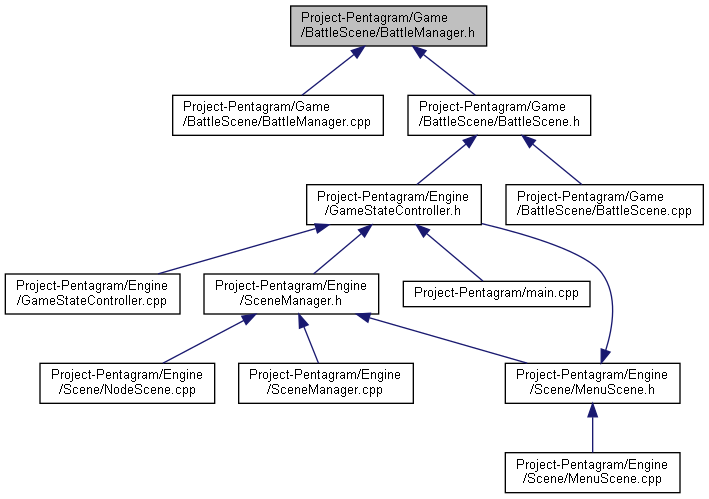 Project-Pentagram/Game
/BattleScene/BattleManager.h
Project-Pentagram/Game
/BattleScene/BattleManager.cpp
Project-Pentagram/Game
/BattleScene/BattleScene.h
Project-Pentagram/Engine
/GameStateController.h
Project-Pentagram/Game
/BattleScene/BattleScene.cpp
Project-Pentagram/Engine
/GameStateController.cpp
Project-Pentagram/Engine
/SceneManager.h
Project-Pentagram/main.cpp
Project-Pentagram/Engine
/Scene/NodeScene.cpp
Project-Pentagram/Engine
/SceneManager.cpp
Project-Pentagram/Engine
/Scene/MenuScene.h
Project-Pentagram/Engine
/Scene/MenuScene.cpp